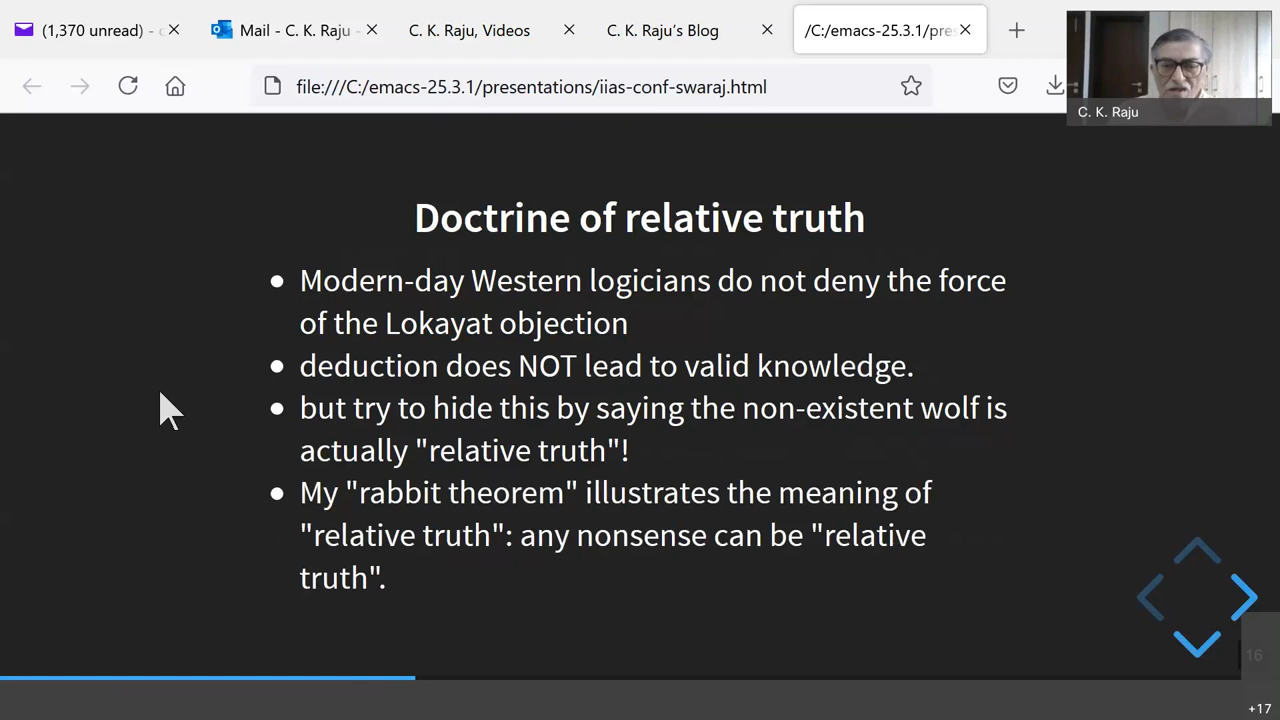 (1,370 unread) - c
Mail - C. K. Raju -
C. K. Raju, Videos
C. K. Raju's Blog
/C:/emacs-25.3.1/pres
file:///C:/emacs-25.3.1/presentations/iias-conf-swaraj.html
C. K. Raju
Doctrine of relative truth
• Modern-day Western logicians do not deny the force
of the Lokayat objection
• deduction does NOT lead to valid knowledge.
• but try to hide this by saying the non-existent wolf is
actually "relative truth"!
• My "rabbit theorem" illustrates the meaning of
"relative truth": any nonsense can be "relative
truth".
16
+17